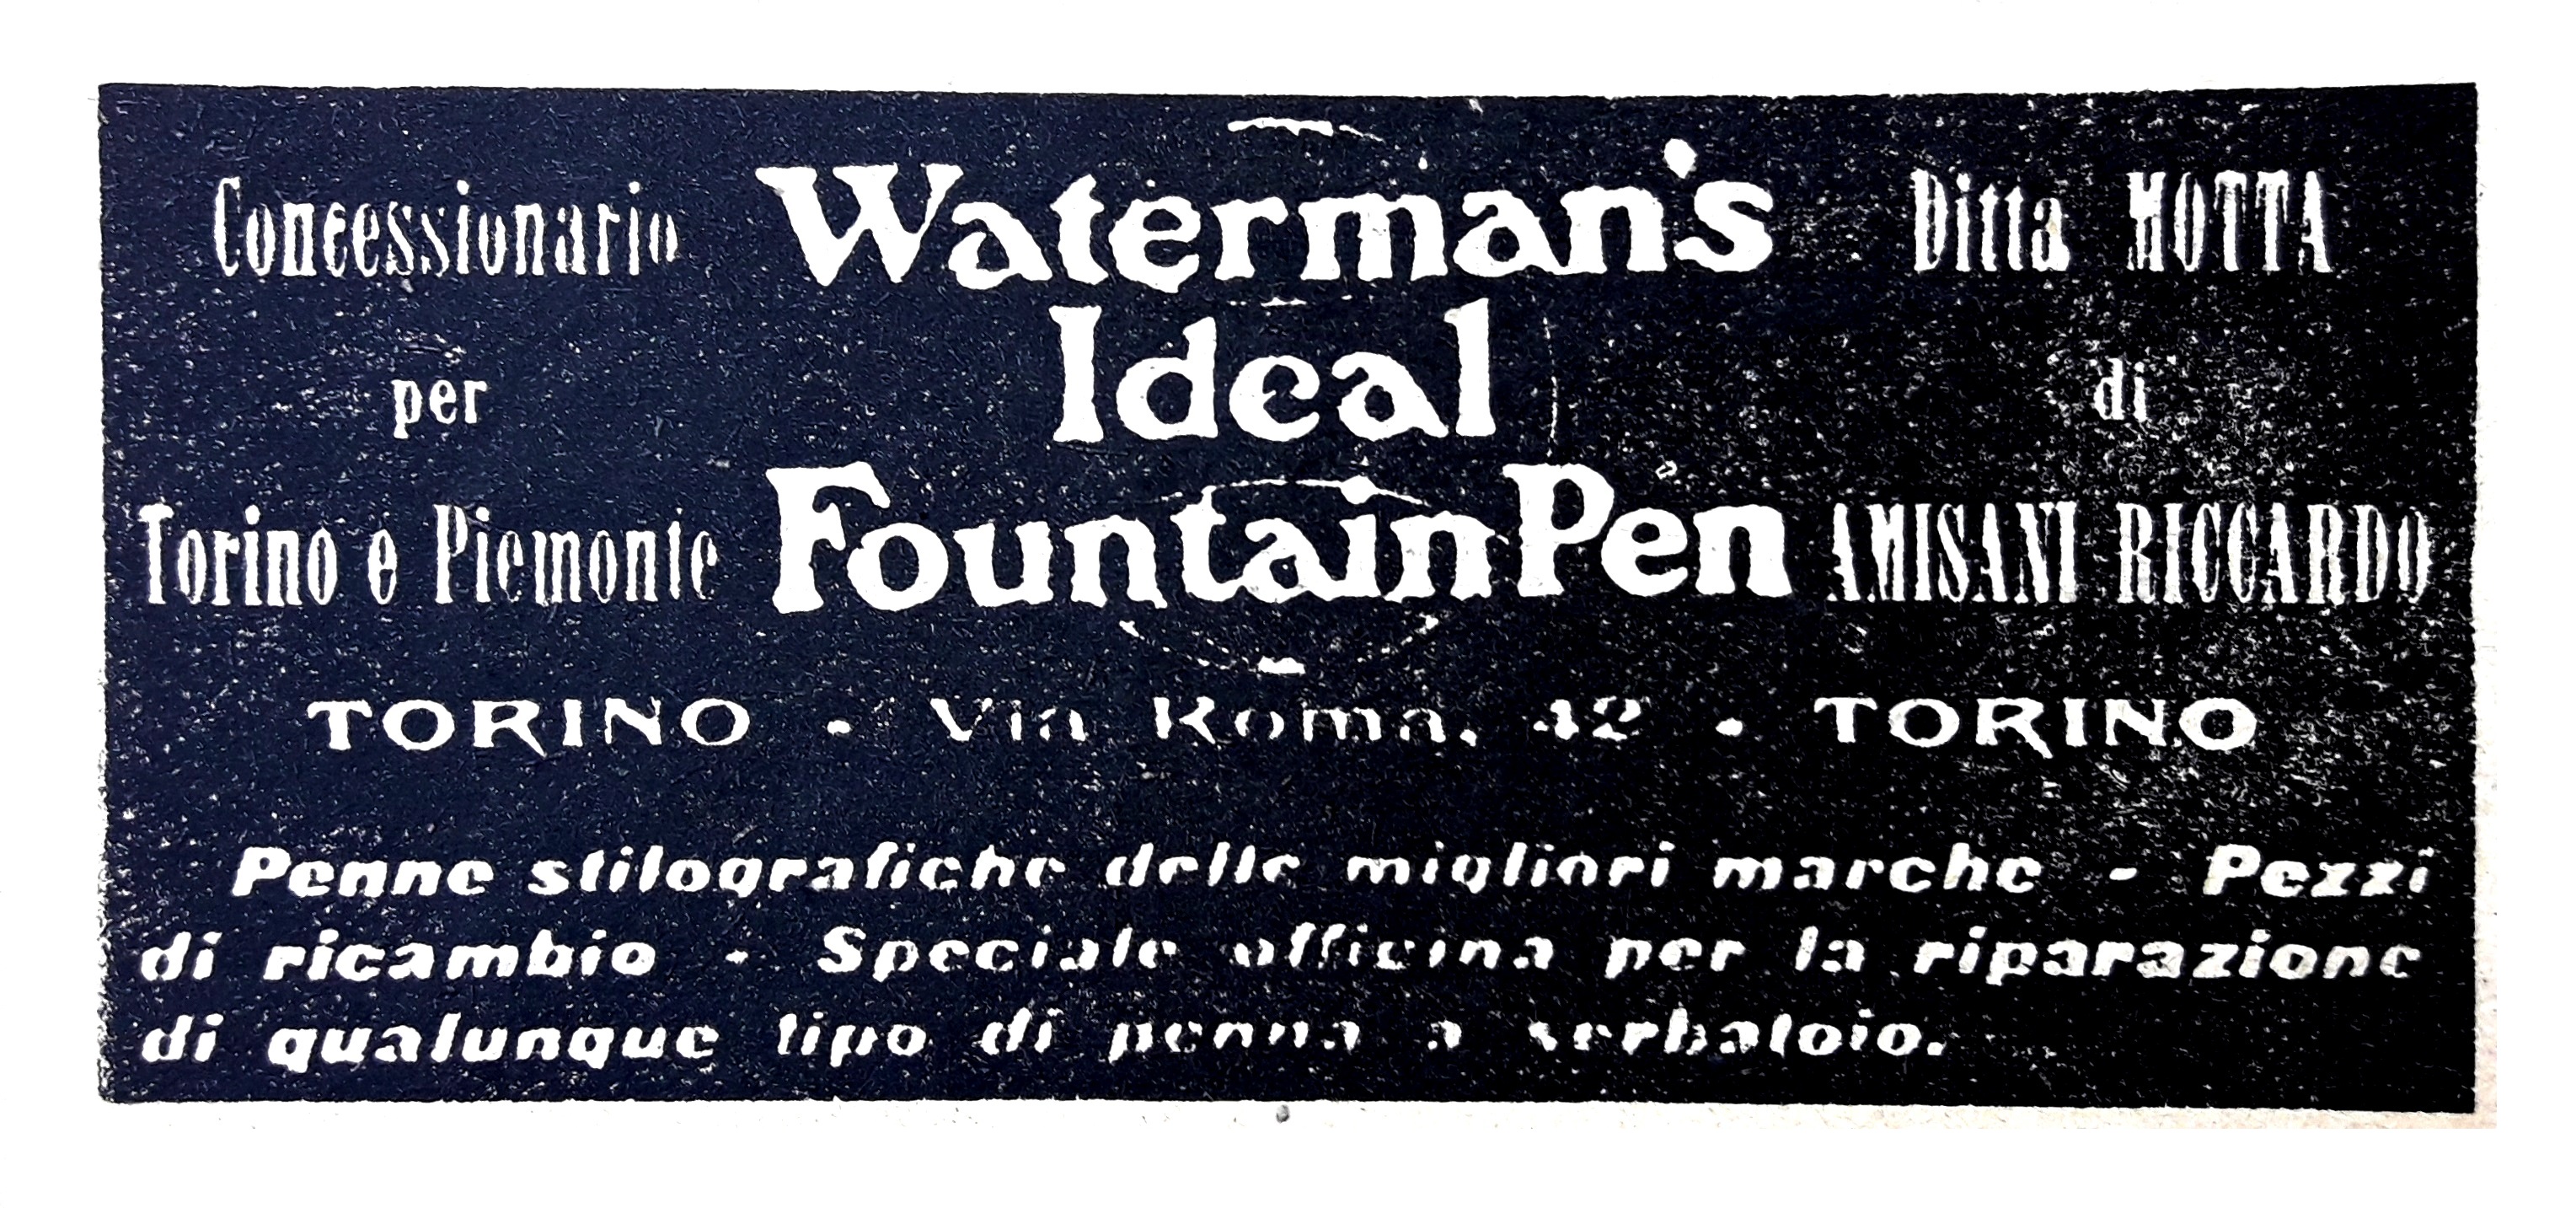 Concessionario
per
Torino e Piemonte
Waterman's
Ideal
Fountain Pen
Ditta MOTTA
di
AMISANI RICCARDO
TORINO - Via Roma, 42 - TORINO
Penne stilografiche delle migliori marche - Pezzi
di ricambio - Speciale officina per la riparazione
di qualunque tipo di penna a serbatoio.